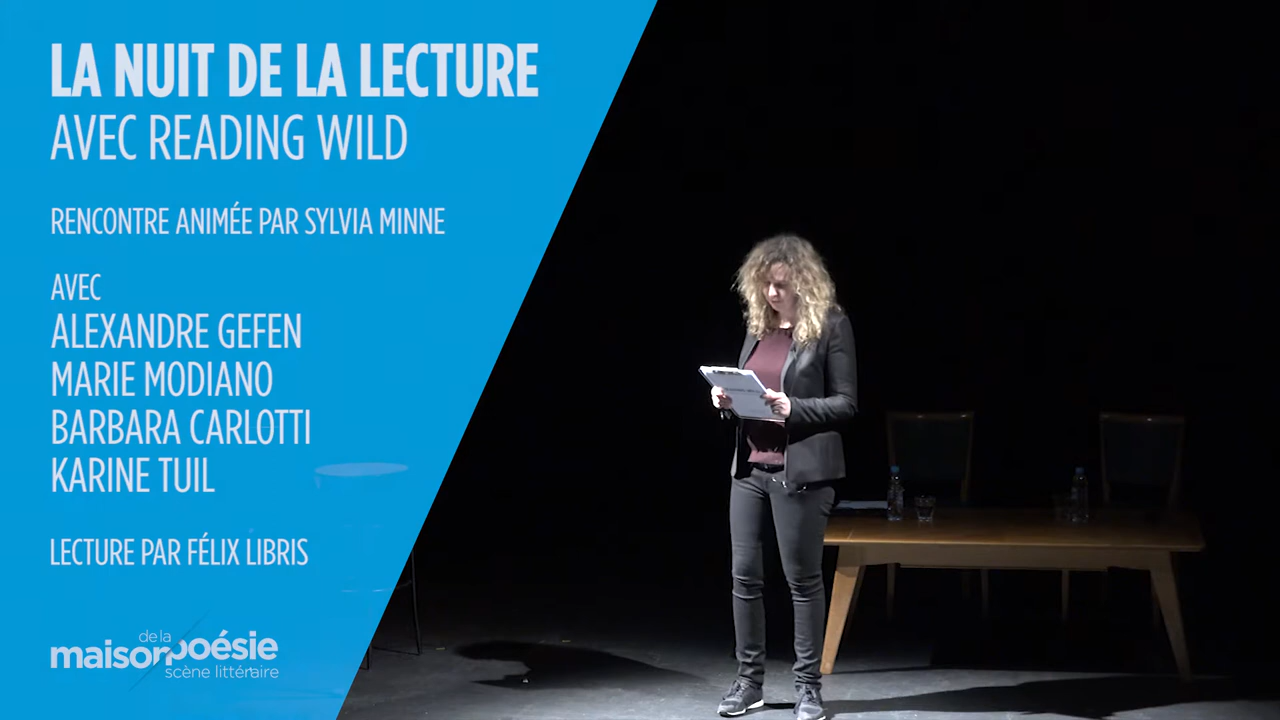 LA NUIT DE LA LECTURE
AVEC READING WILD
RENCONTRE ANIMÉE PAR SYLVIA MINNE
AVEC
ALEXANDRE GEFEN
MARIE MODIANO
BARBARA CARLOTTI
KARINE TUIL
LECTURE PAR FÉLIX LIBRIS
maison de la poésie
scène littéraire